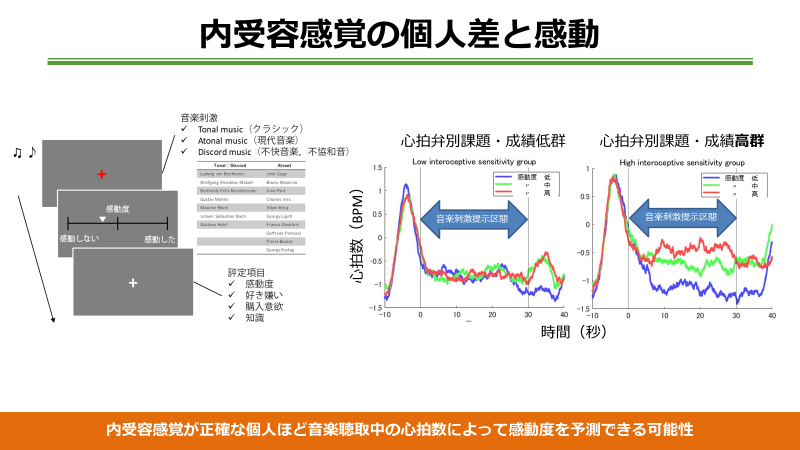 内受容感覚の個人差と感動
♫ ♪
音楽刺激
✓ Tonal music（クラシック）
✓ Atonal music（現代音楽）
✓ Discord music（不快音楽，不協和音）
Tonal / Discord Atonal
Ludwig van Beethoven John Cage
Wolfgang Amadeus Mozart Bruno Maderna
Bartholdy Felix Mendelssohn Arvo Part
Gustav Mahler Charles Ives
Maurice Ravel Alban Berg
Johann Sebastian Bach Gyorgy Ligeti
Gustave Holst Franco Donatoni
Goffredo Petrassi
Pierre Boulez
Gyorgy Kurtag
感動度
感動しない 感動した
評定項目
✓ 感動度
✓ 好き嫌い
✓ 購入意欲
✓ 知識
心拍弁別課題・成績低群
Low interoceptive sensitivity group
感動度 低
〃 中
〃 高
音楽刺激提示区間
心拍数（BPM）
1.5
1
0.5
0
-0.5
-1
-1.5
-10 0 10 20 30 40
心拍弁別課題・成績高群
High interoceptive sensitivity group
感動度 低
〃 中
〃 高
音楽刺激提示区間
1
0.5
0
-0.5
-1
-1.5
-10 0 10 20 30 40
時間（秒）
内受容感覚が正確な個人ほど音楽聴取中の心拍数によって感動度を予測できる可能性